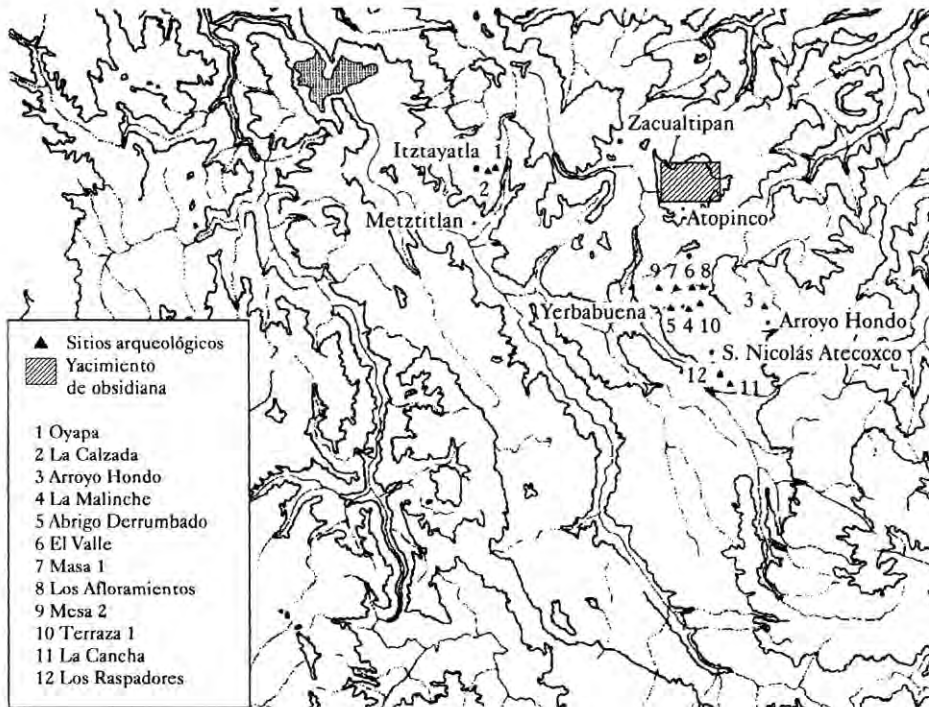 Zacualtipan
Itztayatla 1
2
Metztitlan
Atopinco
9 7 6 8
3
Yerbabuena
5 4 10
Arroyo Hondo
S. Nicolás Atecoxco
12
11
Sitios arqueológicos
Yacimiento
de obsidiana
1 Oyapa
2 La Calzada
3 Arroyo Hondo
4 La Malinche
5 Abrigo Derrumbado
6 El Valle
7 Masa 1
8 Los Afloramientos
9 Mesa 2
10 Terraza 1
11 La Cancha
12 Los Raspadores